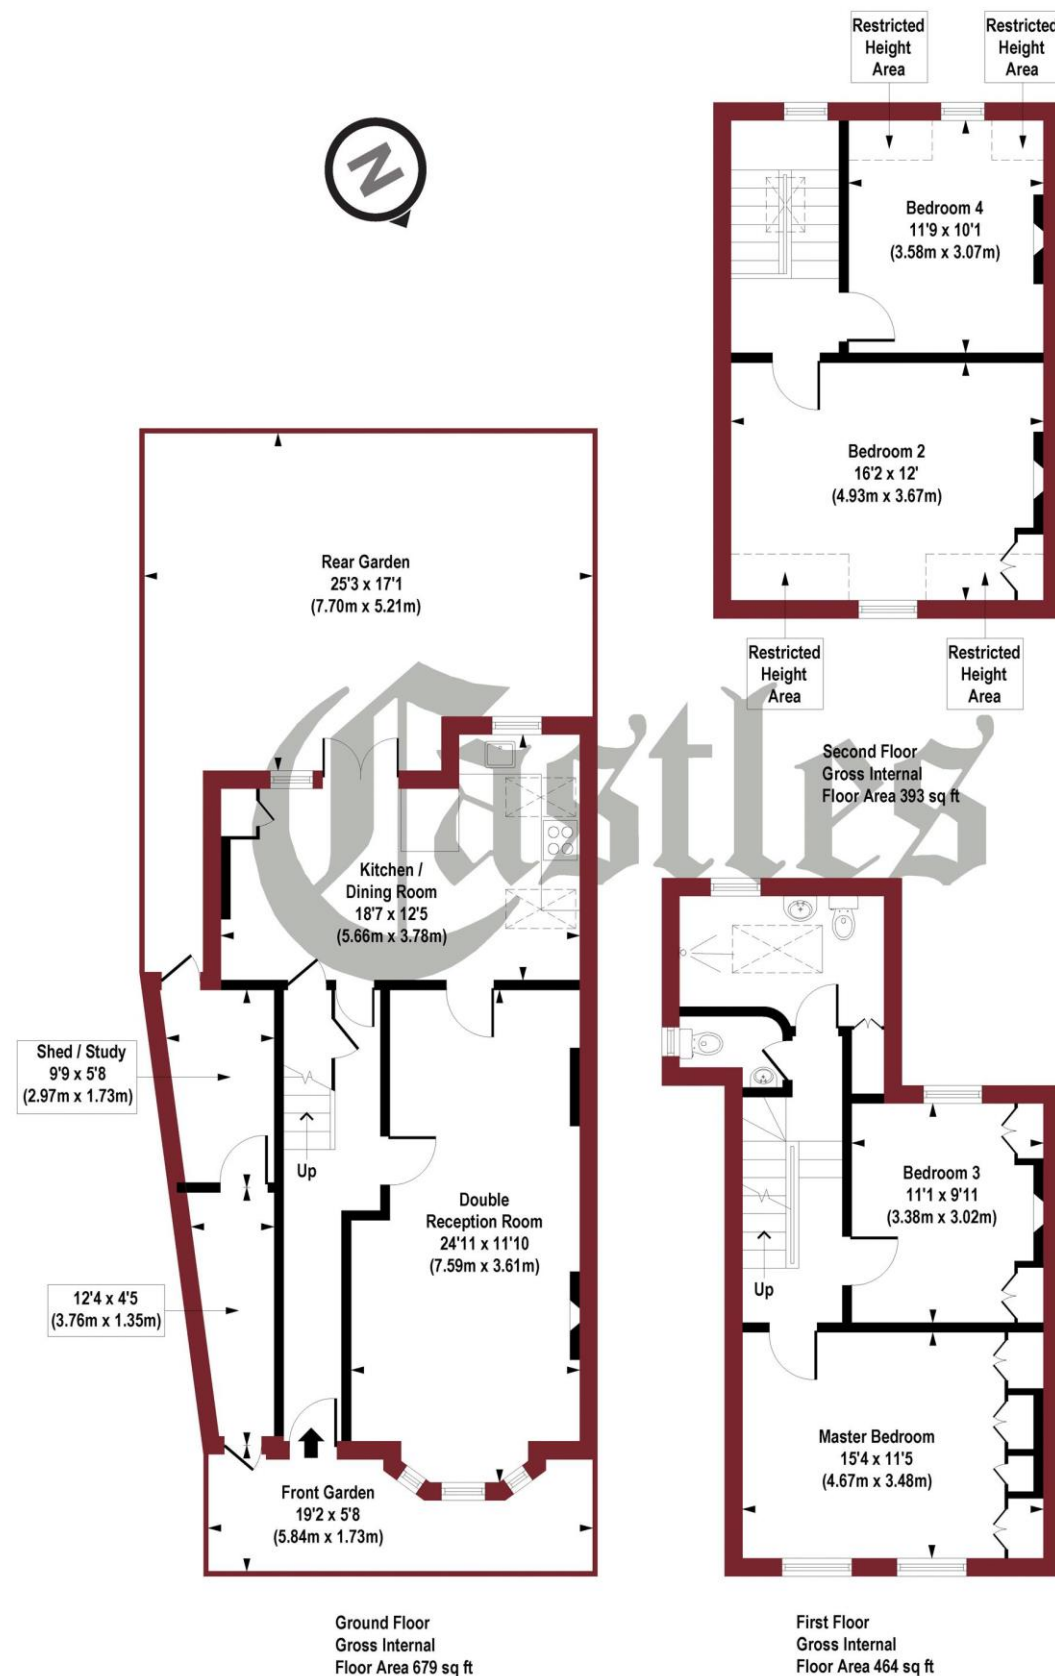 Restricted
Height
Area
Restricted
Height
Area
N
Bedroom 4
11'9 x 10'1
(3.58m x 3.07m)
Bedroom 2
16'2 x 12'
(4.93m x 3.67m)
Restricted
Height
Area
Restricted
Height
Area
Second Floor
Gross Internal
Floor Area 393 sq ft
Rear Garden
25'3 x 17'1
(7.70m x 5.21m)
Castles
Kitchen /
Dining Room
18'7 x 12'5
(5.66m x 3.78m)
Shed / Study
9'9 x 5'8
(2.97m x 1.73m)
Up
Double
Reception Room
24'11 x 11'10
(7.59m x 3.61m)
12'4 x 4'5
(3.76m x 1.35m)
Front Garden
19'2 x 5'8
(5.84m x 1.73m)
Ground Floor
Gross Internal
Floor Area 679 sq ft
Bedroom 3
11'1 x 9'11
(3.38m x 3.02m)
Up
Master Bedroom
15'4 x 11'5
(4.67m x 3.48m)
First Floor
Gross Internal
Floor Area 464 sq ft